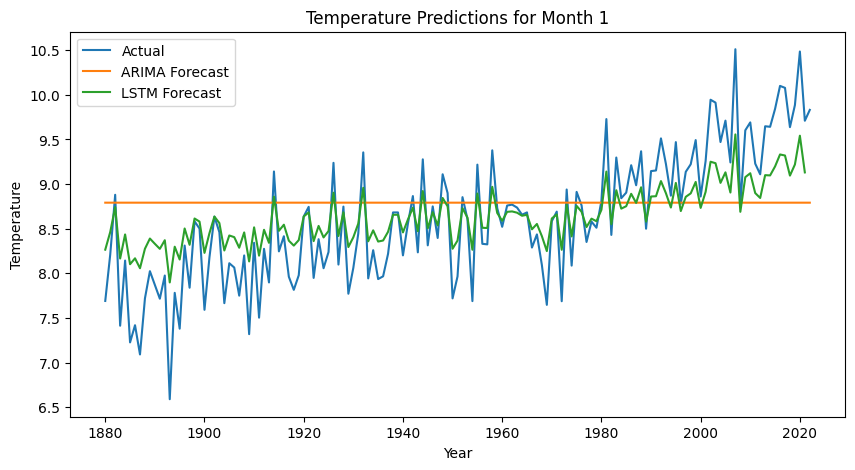 Temperature Predictions for Month 1
Actual
ARIMA Forecast
LSTM Forecast
Temperature
10.5
10.0
9.5
9.0
8.5
8.0
7.5
7.0
6.5
1880 1900 1920 1940 1960 1980 2000 2020
Year